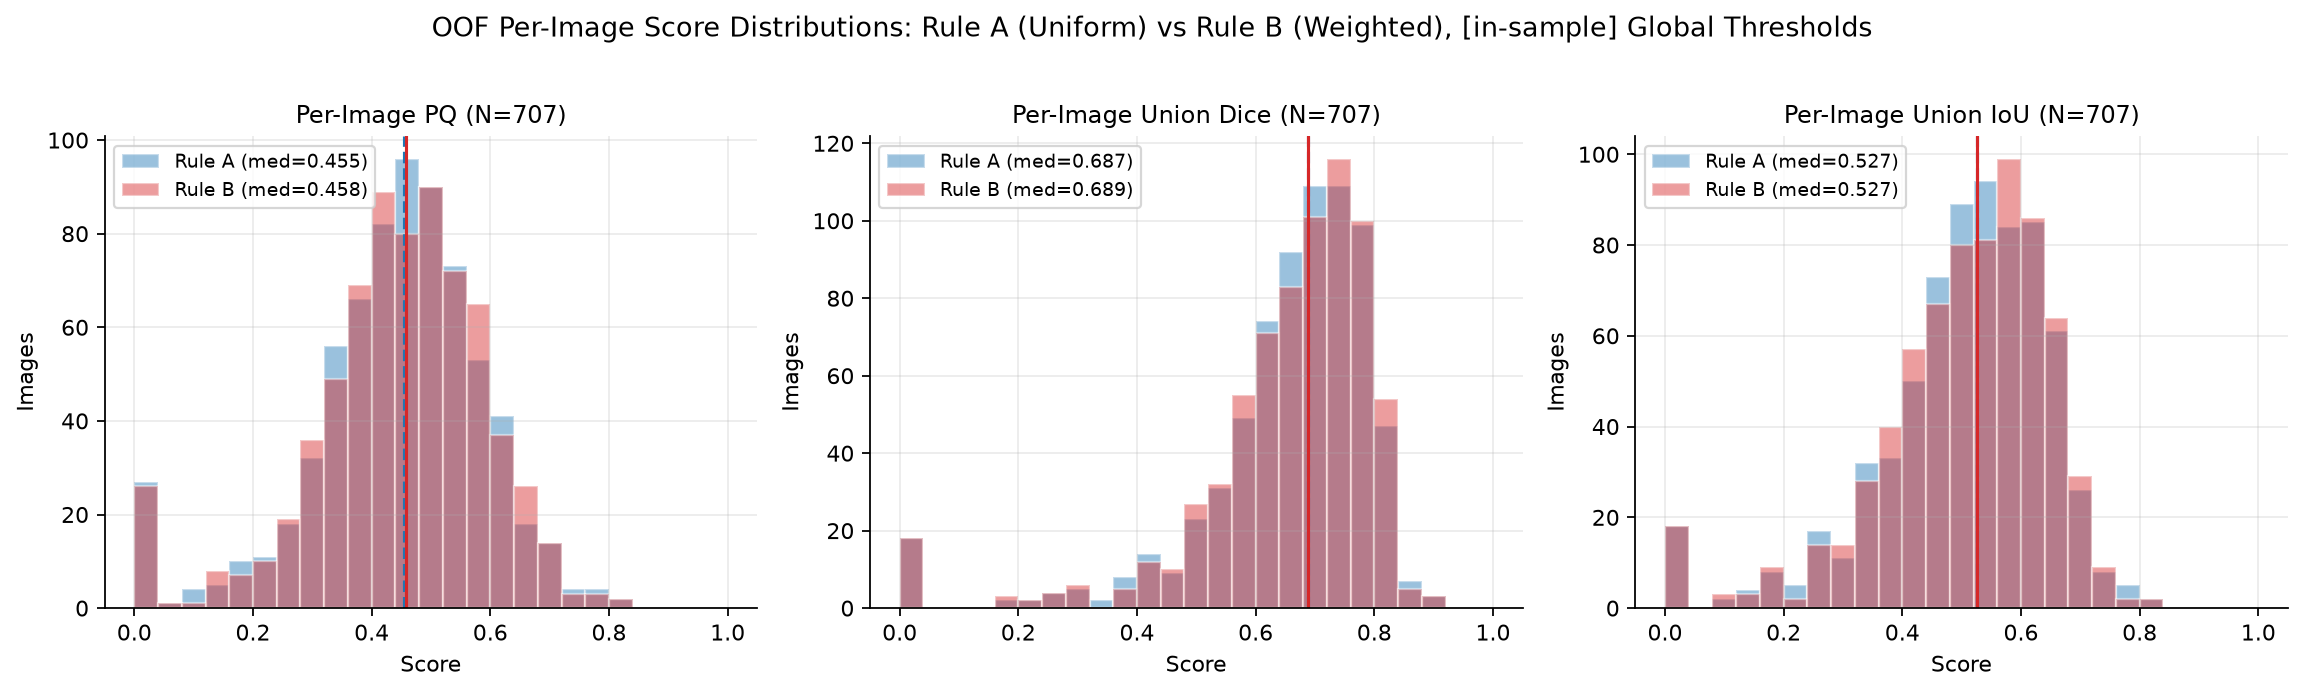 OOF Per-Image Score Distributions: Rule A (Uniform) vs Rule B (Weighted), [in-sample] Global Thresholds
Per-Image PQ (N=707)
Rule A (med=0.455)
Rule B (med=0.458)
100
80
60
40
20
0
Images
0.0 0.2 0.4 0.6 0.8 1.0
Score
Per-Image Union Dice (N=707)
Rule A (med=0.687)
Rule B (med=0.689)
120
100
80
60
40
20
0
Images
0.0 0.2 0.4 0.6 0.8 1.0
Score
Per-Image Union IoU (N=707)
Rule A (med=0.527)
Rule B (med=0.527)
100
80
60
40
20
0
Images
0.0 0.2 0.4 0.6 0.8 1.0
Score